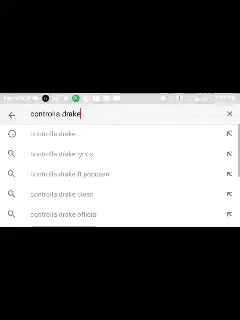 controlla drake
controlla drake
controlla drake lyrics
controlla drake ft popcaan
controlla drake clean
controlla drake official